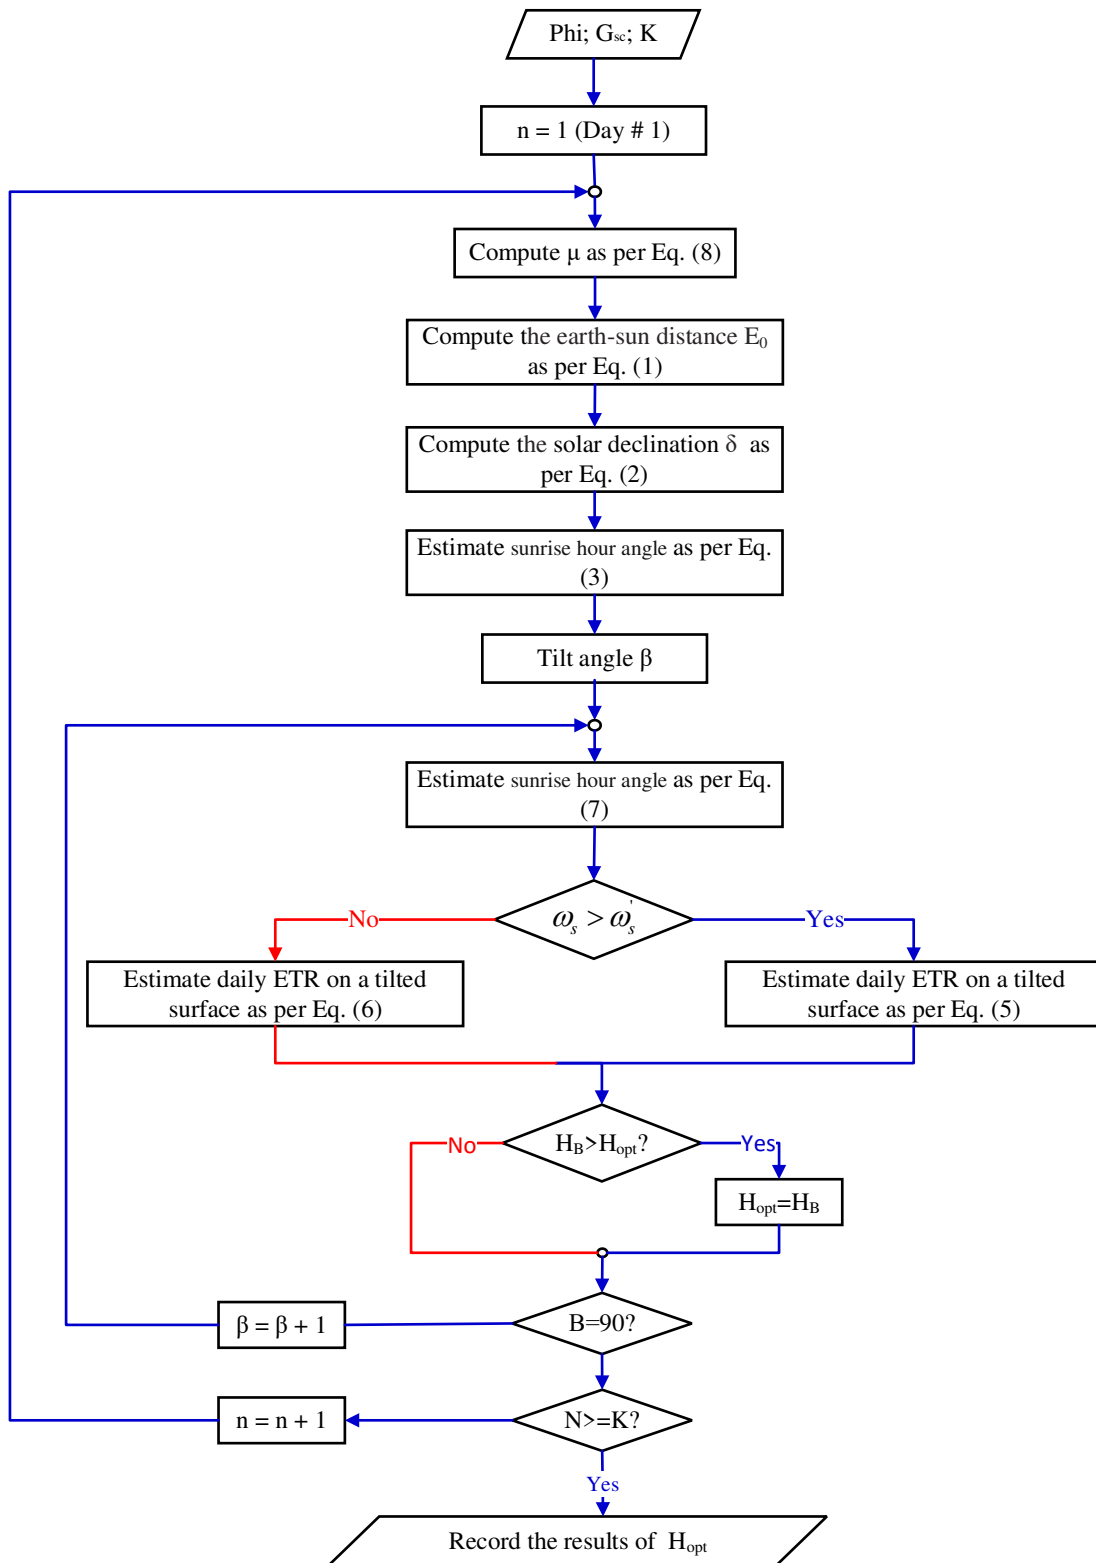 Phi; Gsc; K
n = 1 (Day # 1)
Compute μ as per Eq. (8)
Compute the earth-sun distance E0
as per Eq. (1)
Compute the solar declination δ as
per Eq. (2)
Estimate sunrise hour angle as per Eq.
(3)
Tilt angle β
Estimate sunrise hour angle as per Eq.
(7)
ωs > ω's
No
Yes
Estimate daily ETR on a tilted
surface as per Eq. (6)
Estimate daily ETR on a tilted
surface as per Eq. (5)
HB>Hopt?
No
Yes
Hopt=HB
B=90?
β = β + 1
N>=K?
n = n + 1
Yes
Record the results of Hopt